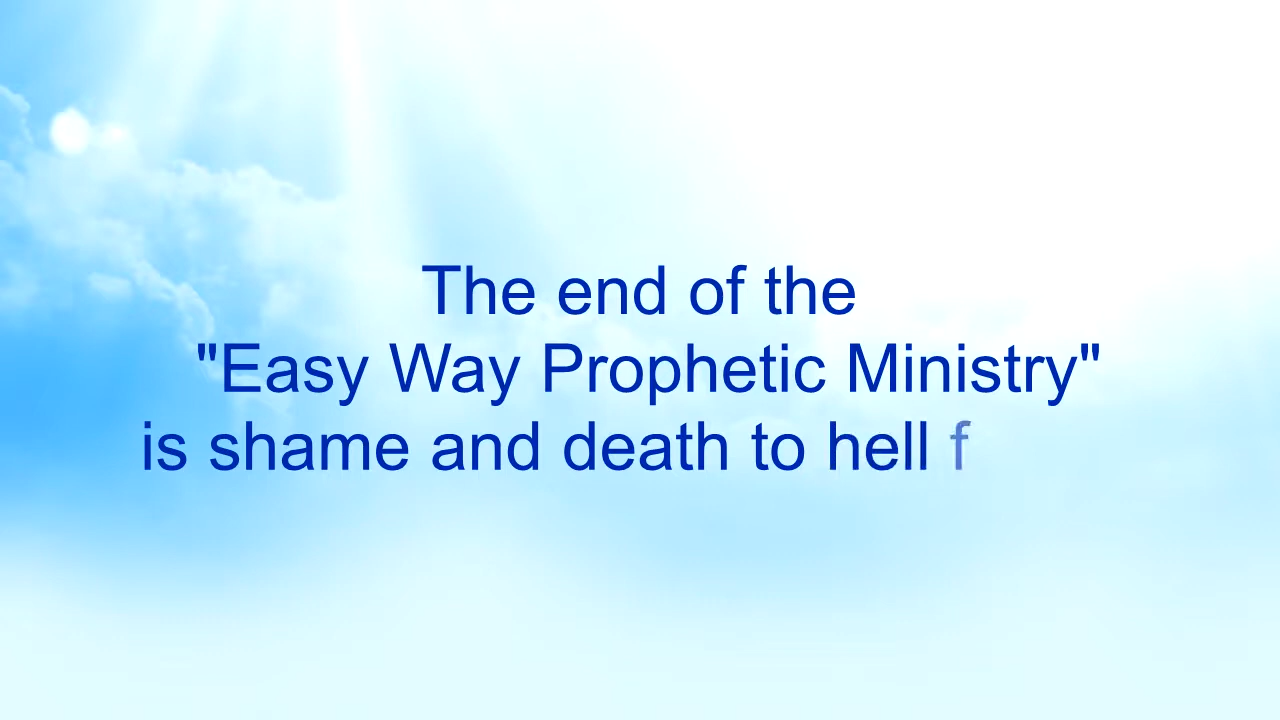 The end of the
"Easy Way Prophetic Ministry"
is shame and death to hell f